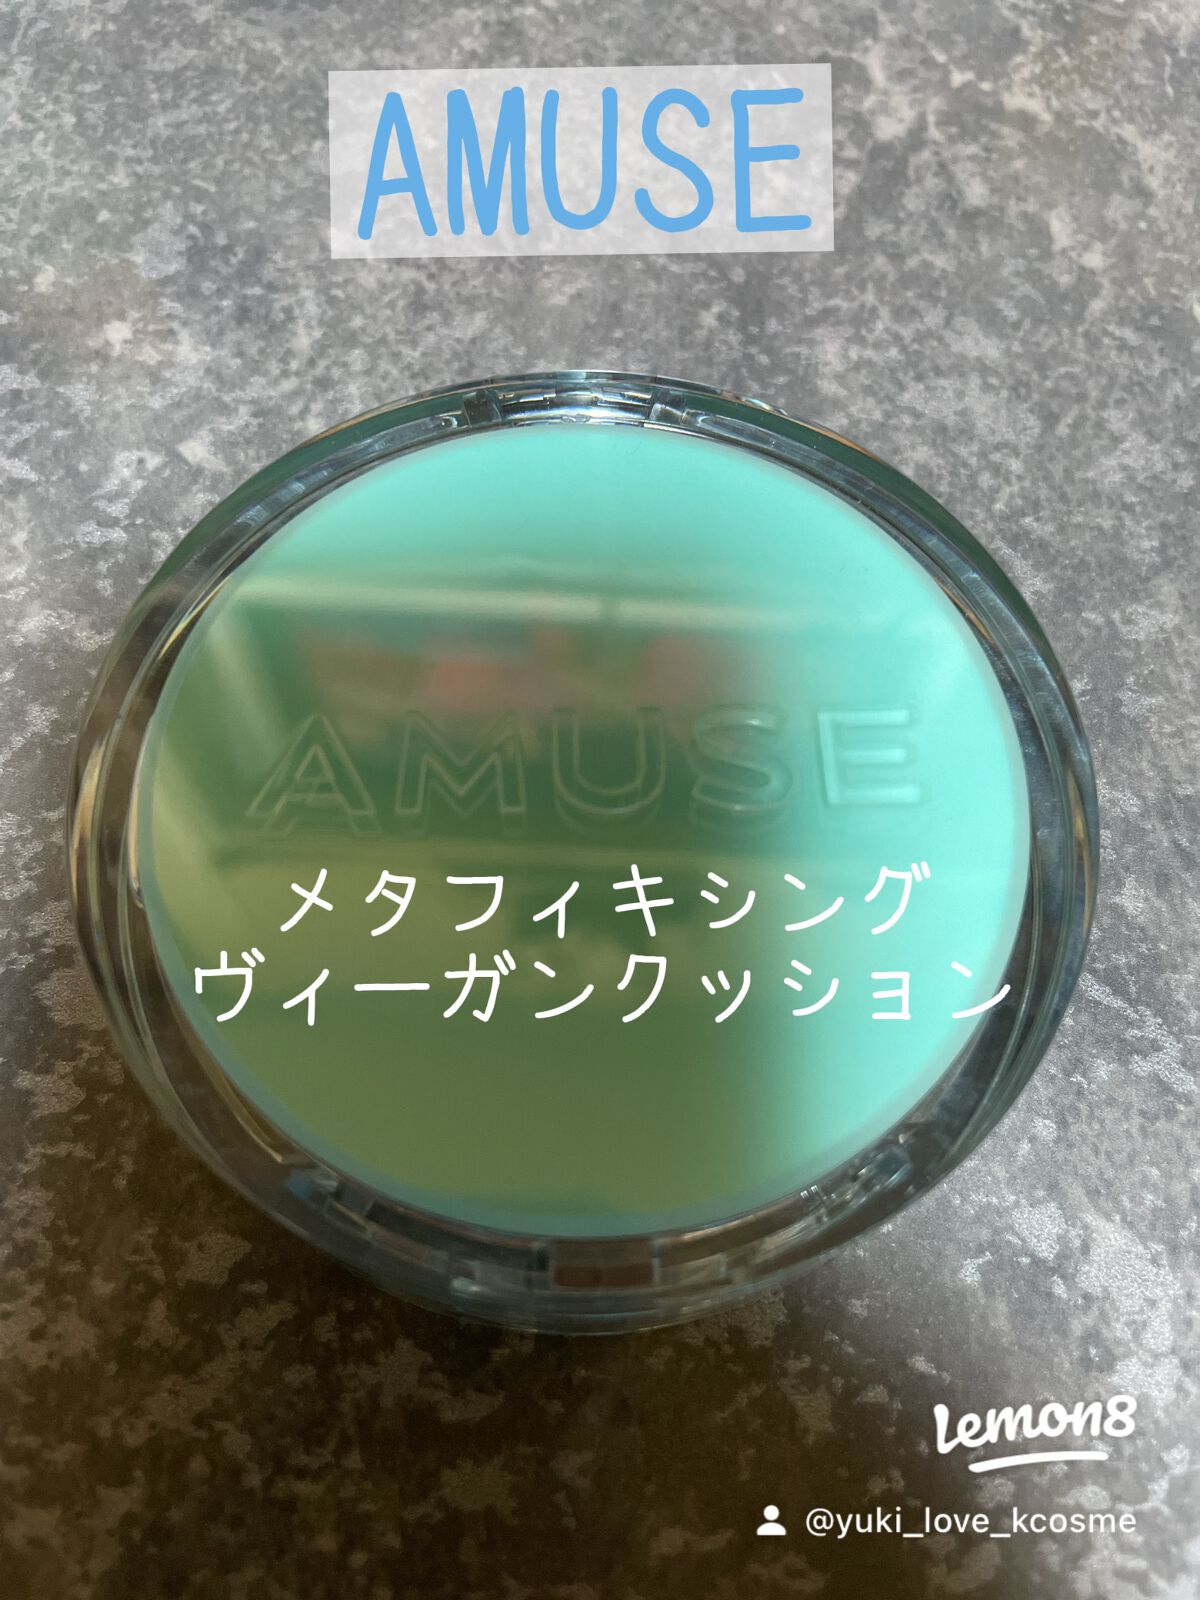 AMUSE
AMUSE
メタフィキシング
ヴィーガンクッション
Lemon8
@yuki_love_kcosme